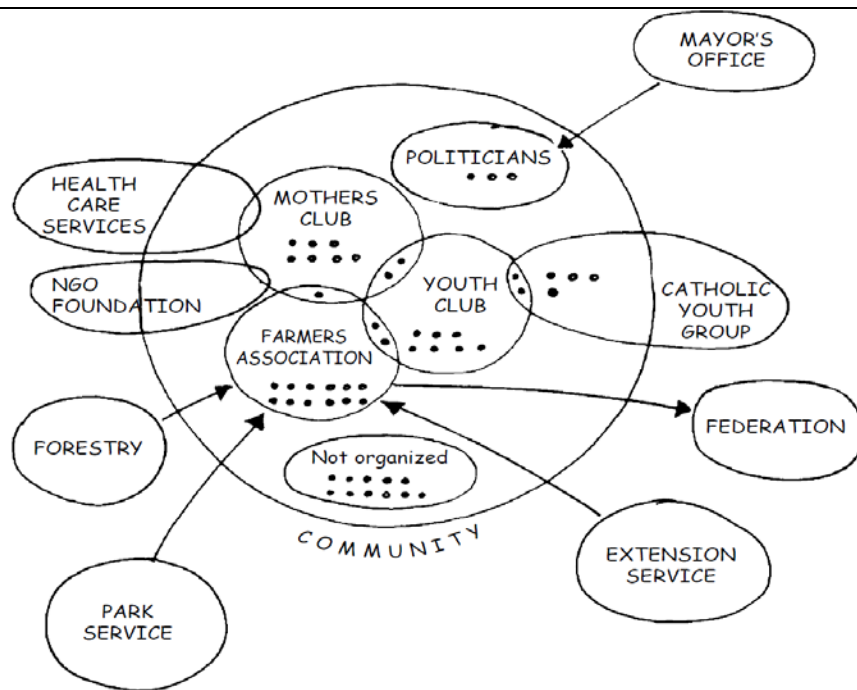 MAYOR'S
OFFICE
POLITICIANS
HEALTH
CARE
SERVICES
MOTHERS
CLUB
NGO
FOUNDATION
YOUTH
CLUB
CATHOLIC
YOUTH
GROUP
FARMERS
ASSOCIATION
FORESTRY
FEDERATION
Not organized
COMMUNITY
EXTENSION
SERVICE
PARK
SERVICE